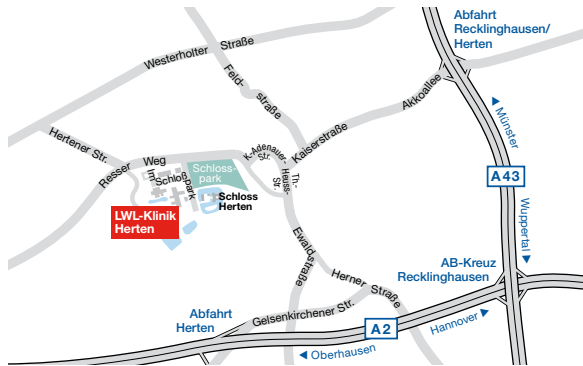 Abfahrt
Recklinghausen/
Herten
Westerholter Straße
Feld-
straße
Akkoallee
Kaiserstraße
Münster
A43
Wuppertal
Hertener Str.
Resser Weg
K.-Adenauer-
Str.
Th.-
Heuss-
Str.
Im Schlosspark
Schloss-
park
Schloss
Herten
LWL-Klinik
Herten
Ewaldstraße
Herner Straße
AB-Kreuz
Recklinghausen
Abfahrt
Herten
Gelsenkirchener Str.
A2
Hannover
Oberhausen